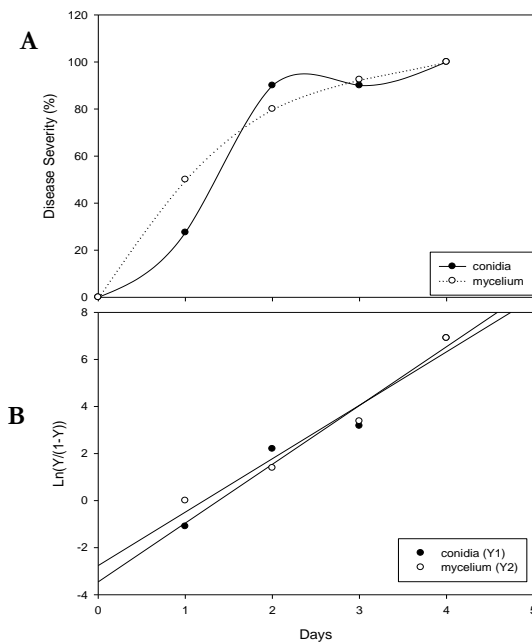 A
Disease Severity (%)
120
100
80
60
40
20
0
conidia
mycelium
B
Ln(Y/(1-Y))
8
6
4
2
0
-2
-4
conidia (Y1)
mycelium (Y2)
0 1 2 3 4 5
Days